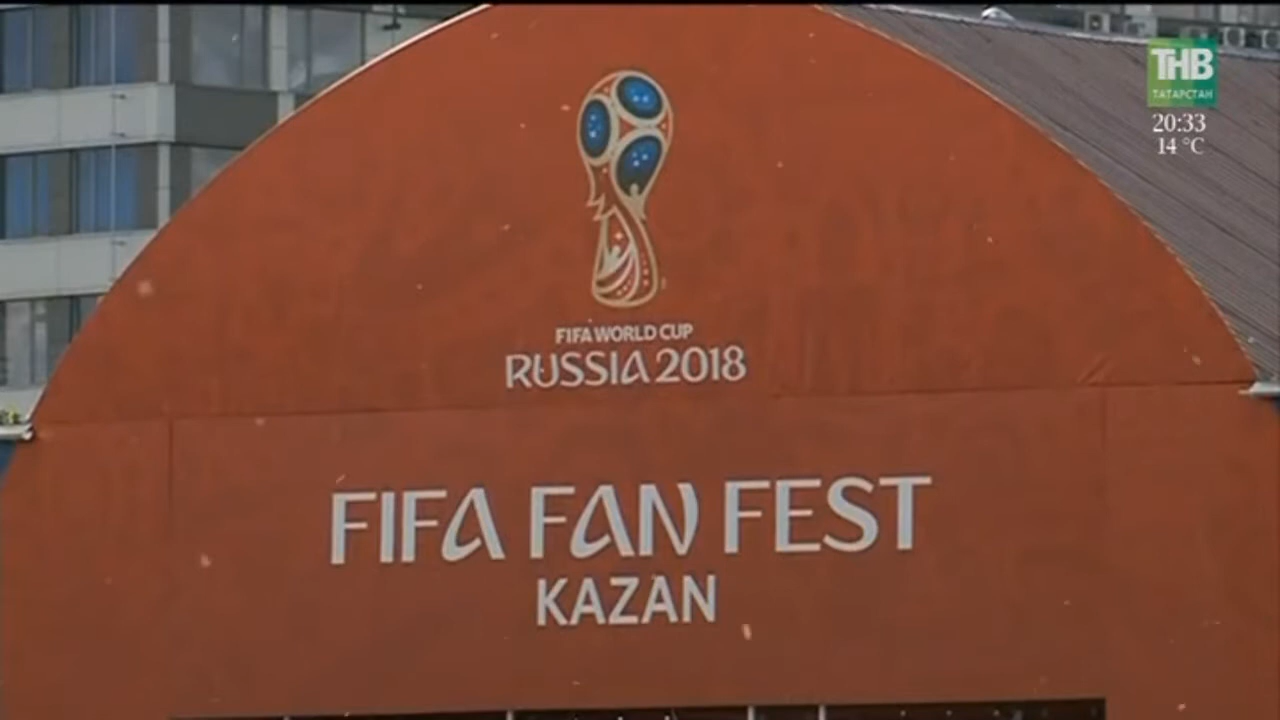 ТНВ
ТАТАРСТАН
20:33
14 °C
FIFA WORLD CUP
RUSSIA 2018
FIFA FAN FEST
KAZAN